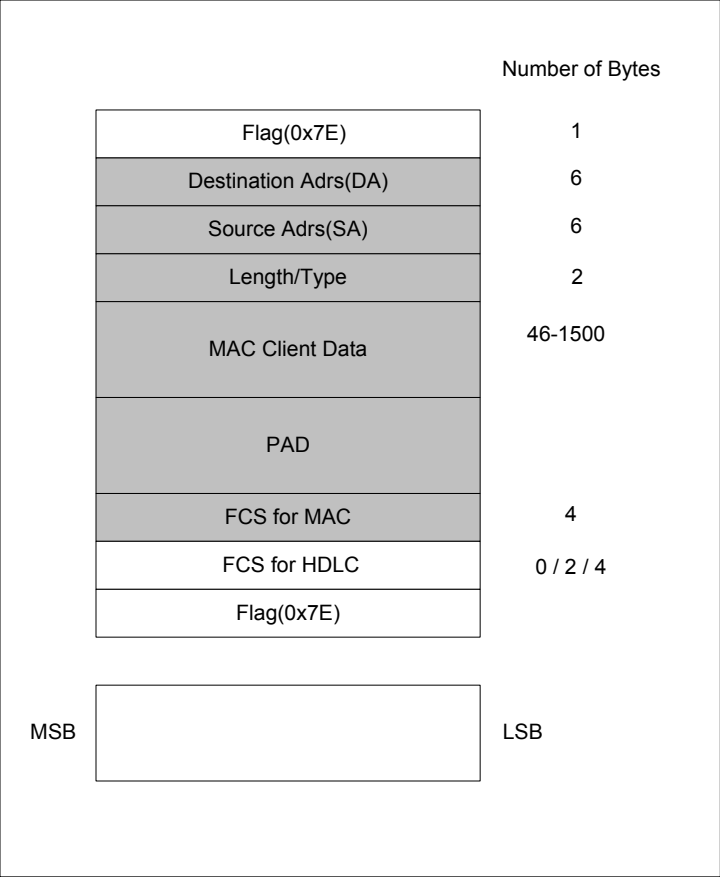 Number of Bytes
Flag(0x7E) 1
Destination Adrs(DA) 6
Source Adrs(SA) 6
Length/Type 2
MAC Client Data 46-1500
PAD
FCS for MAC 4
FCS for HDLC 0 / 2 / 4
Flag(0x7E)
MSB LSB